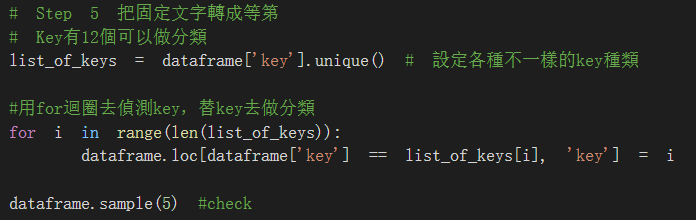 # Step 5 把固定文字轉成等第
# Key有12個可以做分類
list_of_keys = dataframe['key'].unique() # 設定各種不一樣的key種類
#用for迴圈去偵測key，替key去做分類
for i in range(len(list_of_keys)):
dataframe.loc[dataframe['key'] == list_of_keys[i], 'key'] = i
dataframe.sample(5) #check